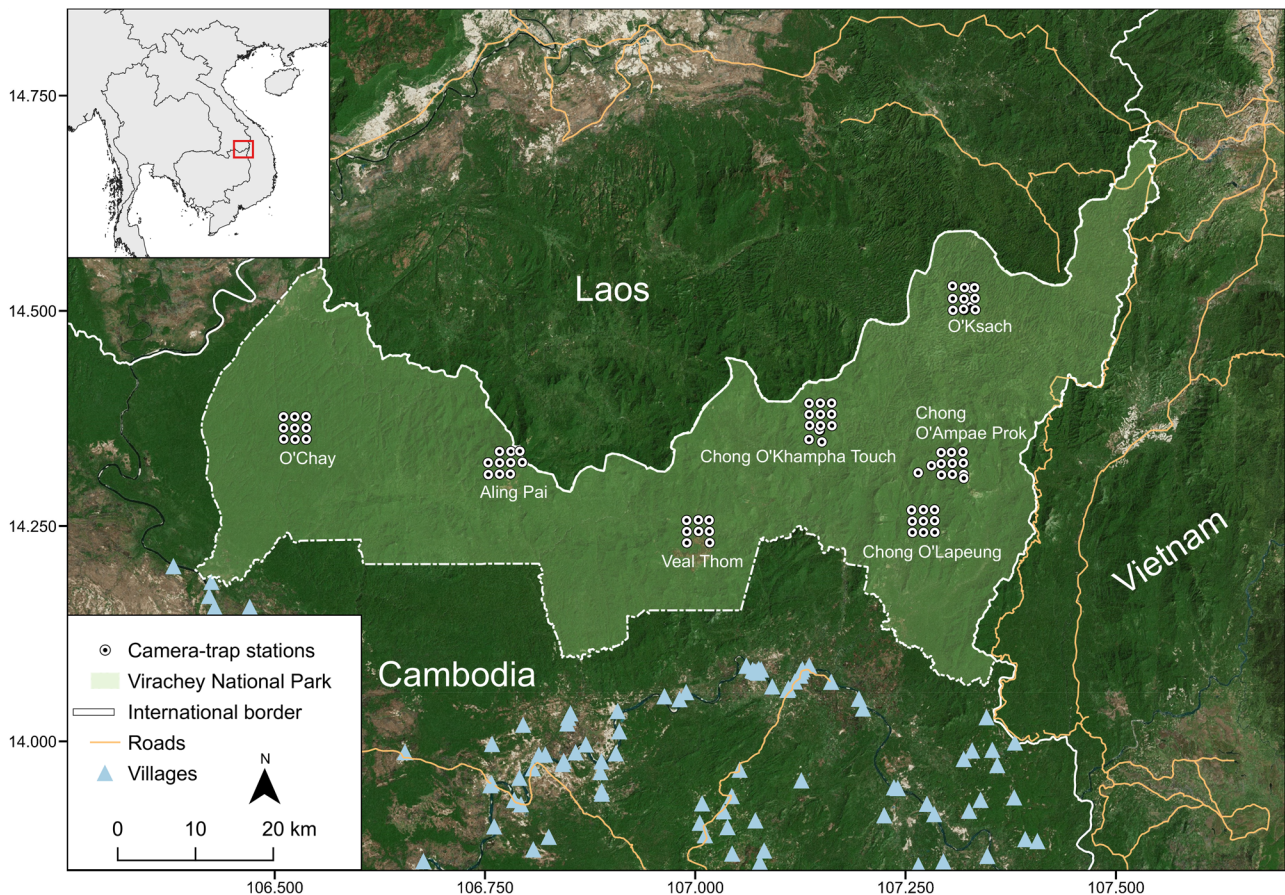 14.750
14.500
14.250
14.000
Laos
O'Ksach
Chong
O'Ampae Prok
O'Chay
Chong O'Khampha Touch
Aling Pai
Veal Thom
Chong O'Lapeung
Vietnam
Cambodia
Camera-trap stations
Virachey National Park
International border
Roads
Villages
N
0 10 20 km
106.500 106.750 107.000 107.250 107.500